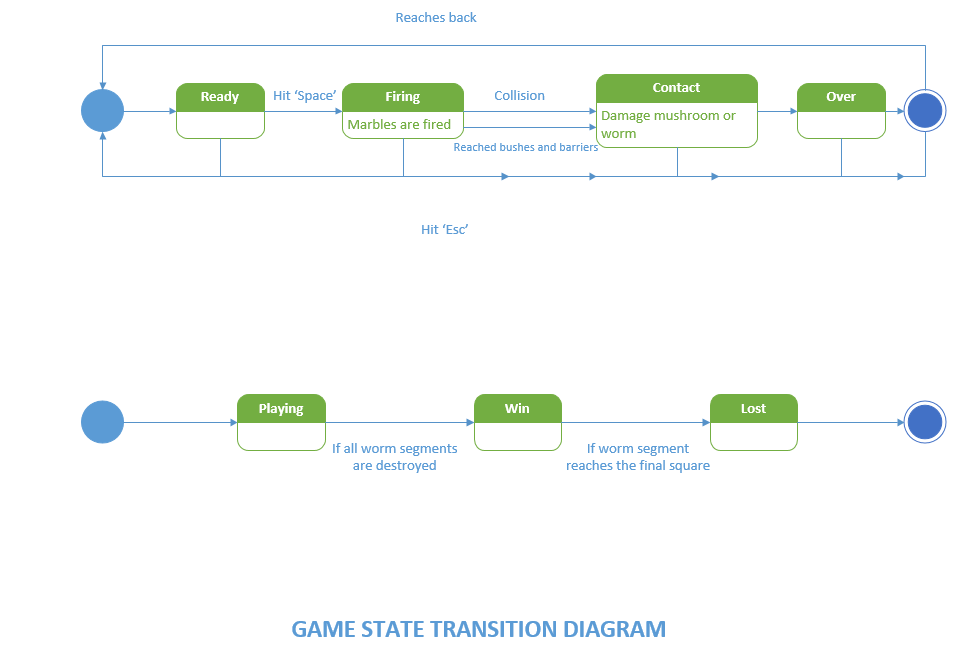 Reaches back
Ready
Hit ‘Space’
Firing
Marbles are fired
Collision
Reached bushes and barriers
Contact
Damage mushroom or
worm
Over
Hit ‘Esc’
Playing
If all worm segments
are destroyed
Win
If worm segment
reaches the final square
Lost
GAME STATE TRANSITION DIAGRAM